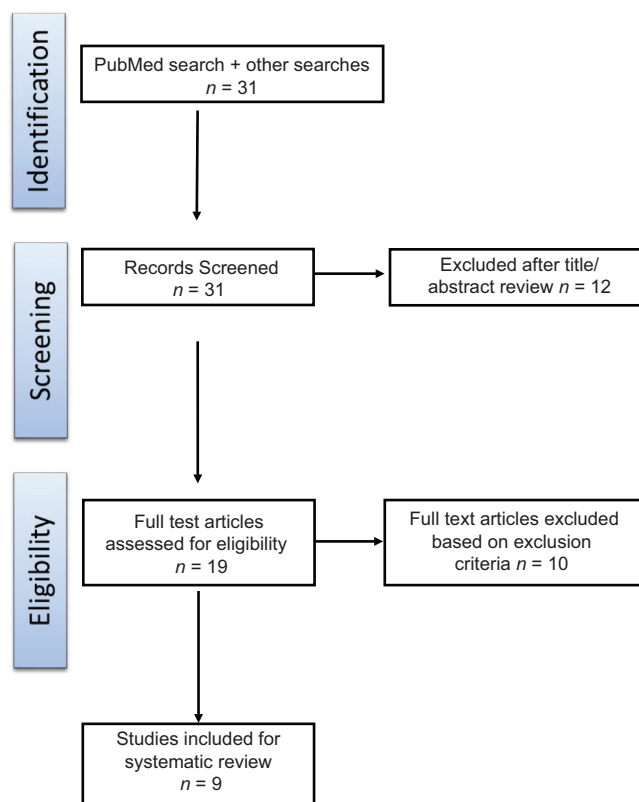 Identification
PubMed search + other searches
n = 31
Screening
Records Screened
n = 31
Excluded after title/
abstract review n = 12
Eligibility
Full test articles
assessed for eligibility
n = 19
Full text articles excluded
based on exclusion
criteria n = 10
Studies included for
systematic review
n = 9